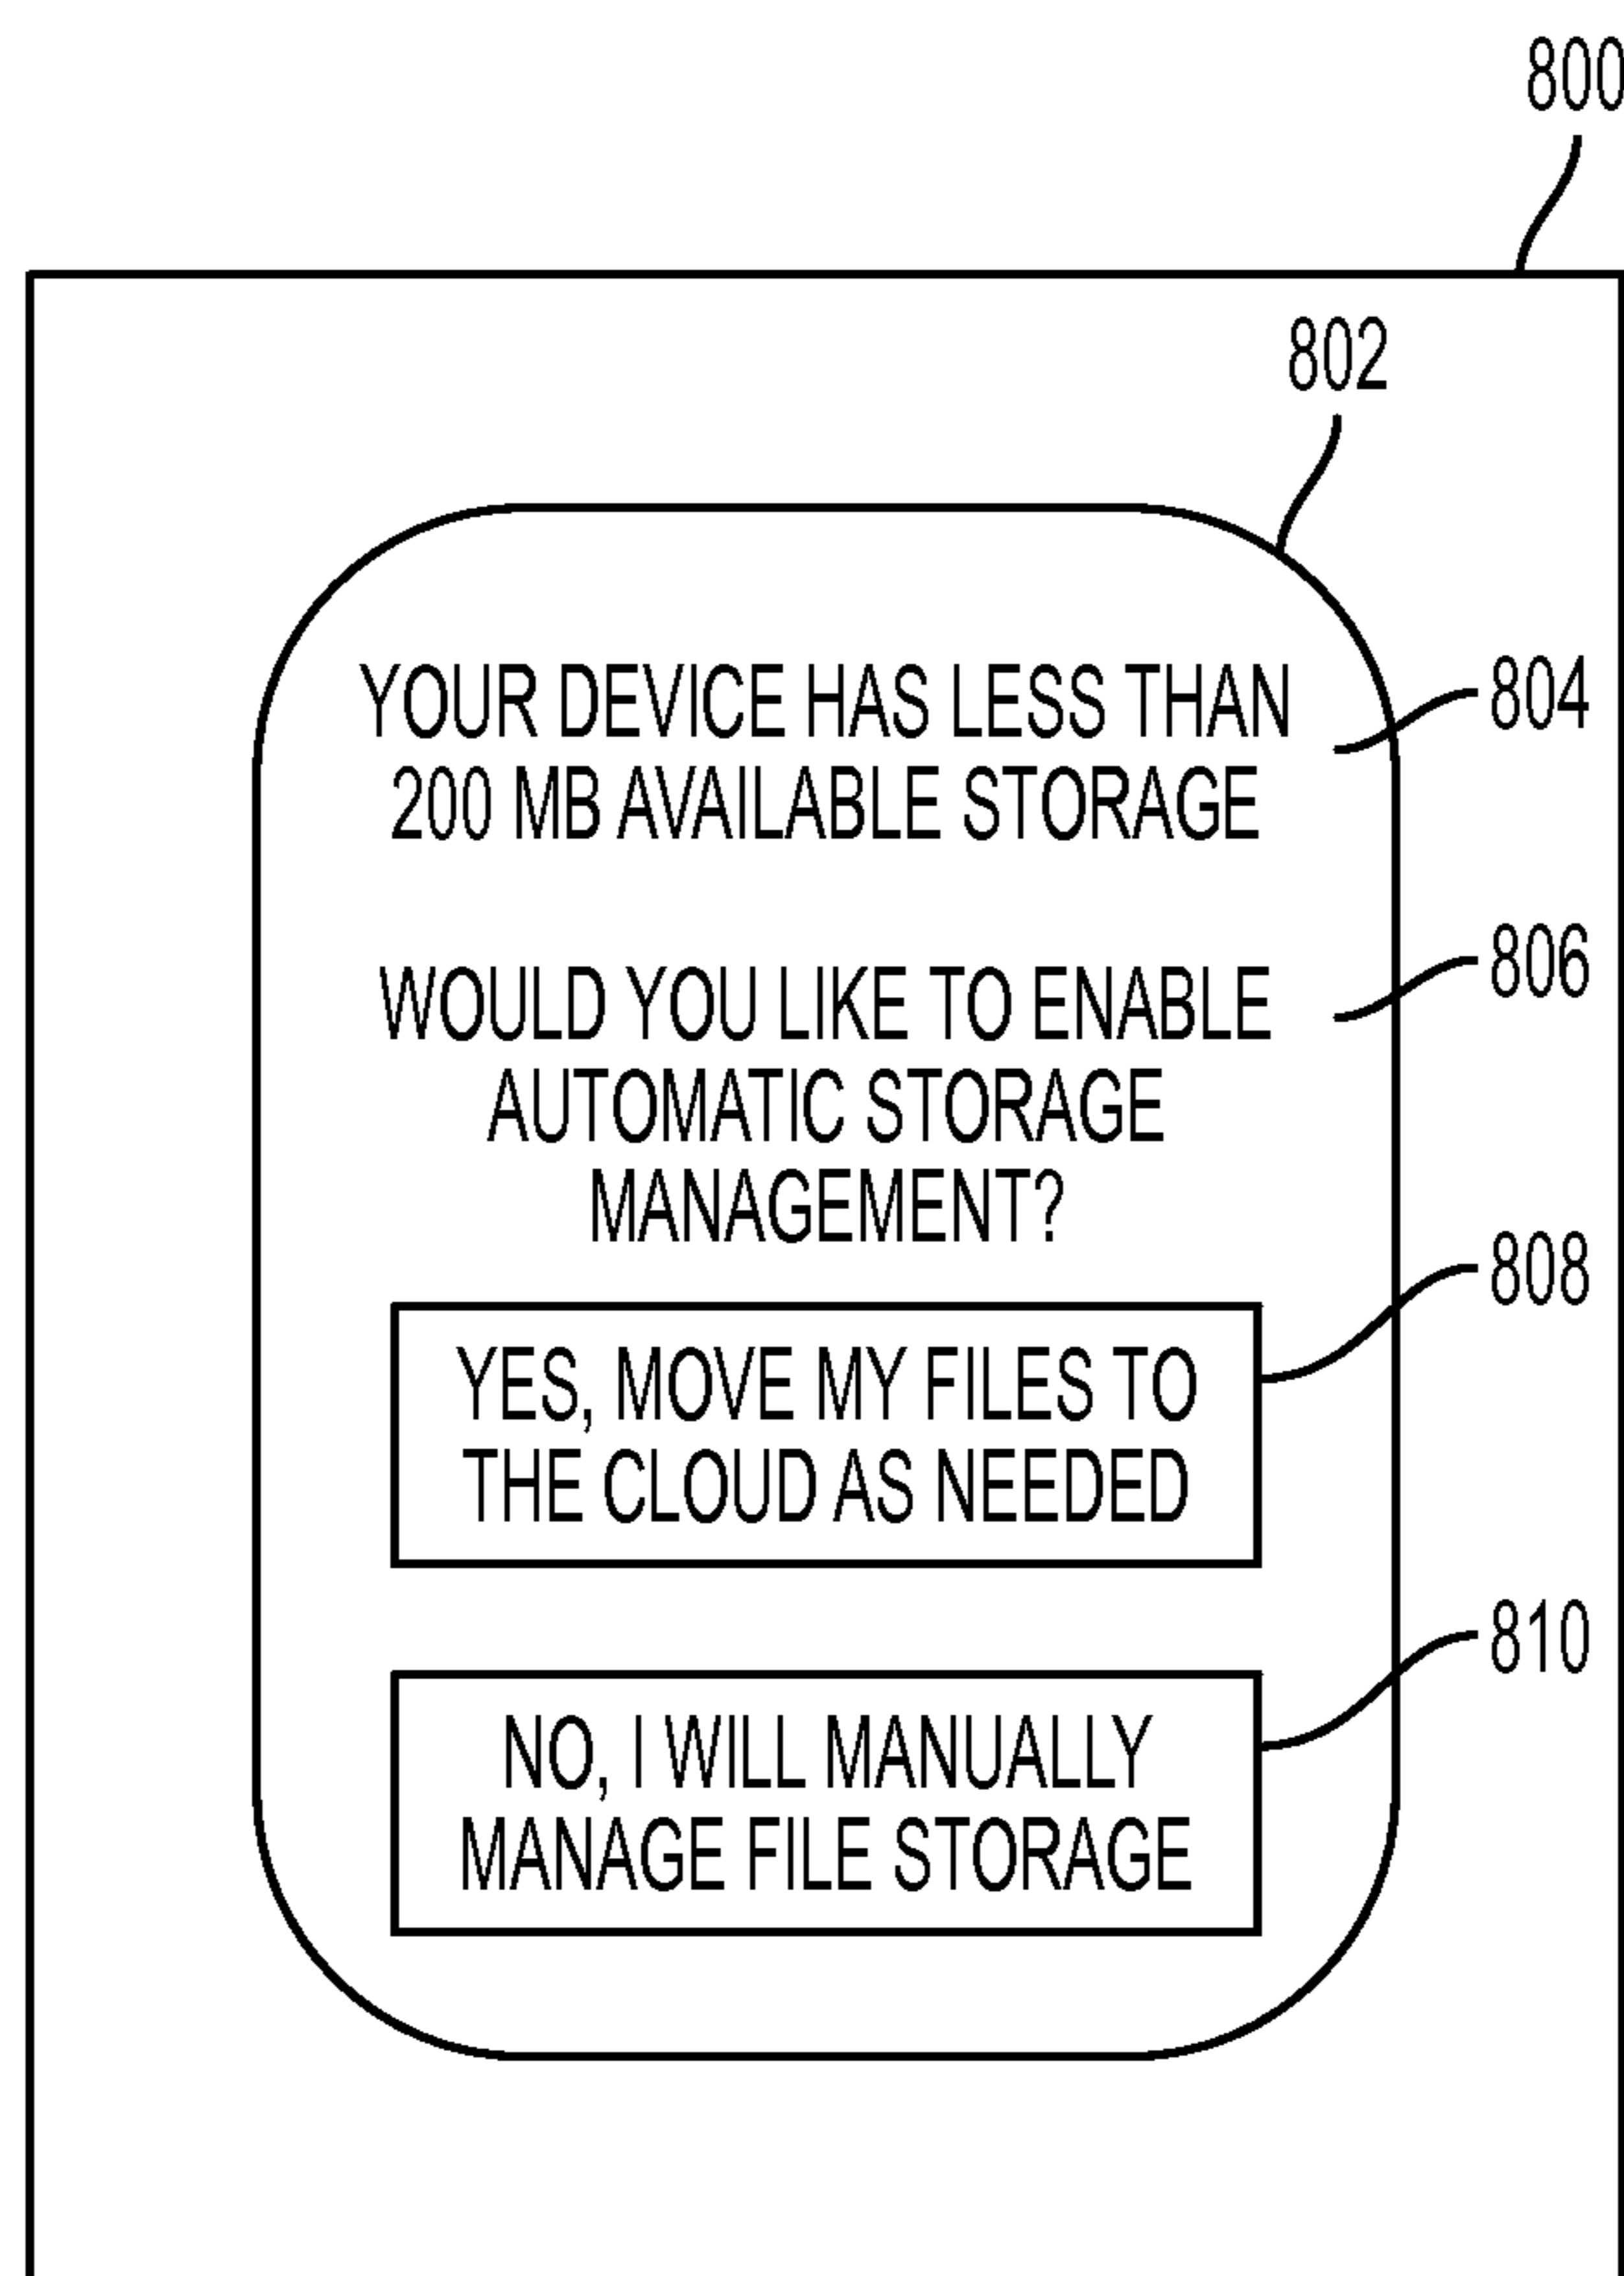 800
802
YOUR DEVICE HAS LESS THAN
804
200 MB AVAILABLE STORAGE
806
WOULD YOU LIKE TO ENABLE
AUTOMATIC STORAGE
MANAGEMENT?
808
YES, MOVE MY FILES TO
THE CLOUD AS NEEDED
810
NO, I WILL MANUALLY
MANAGE FILE STORAGE